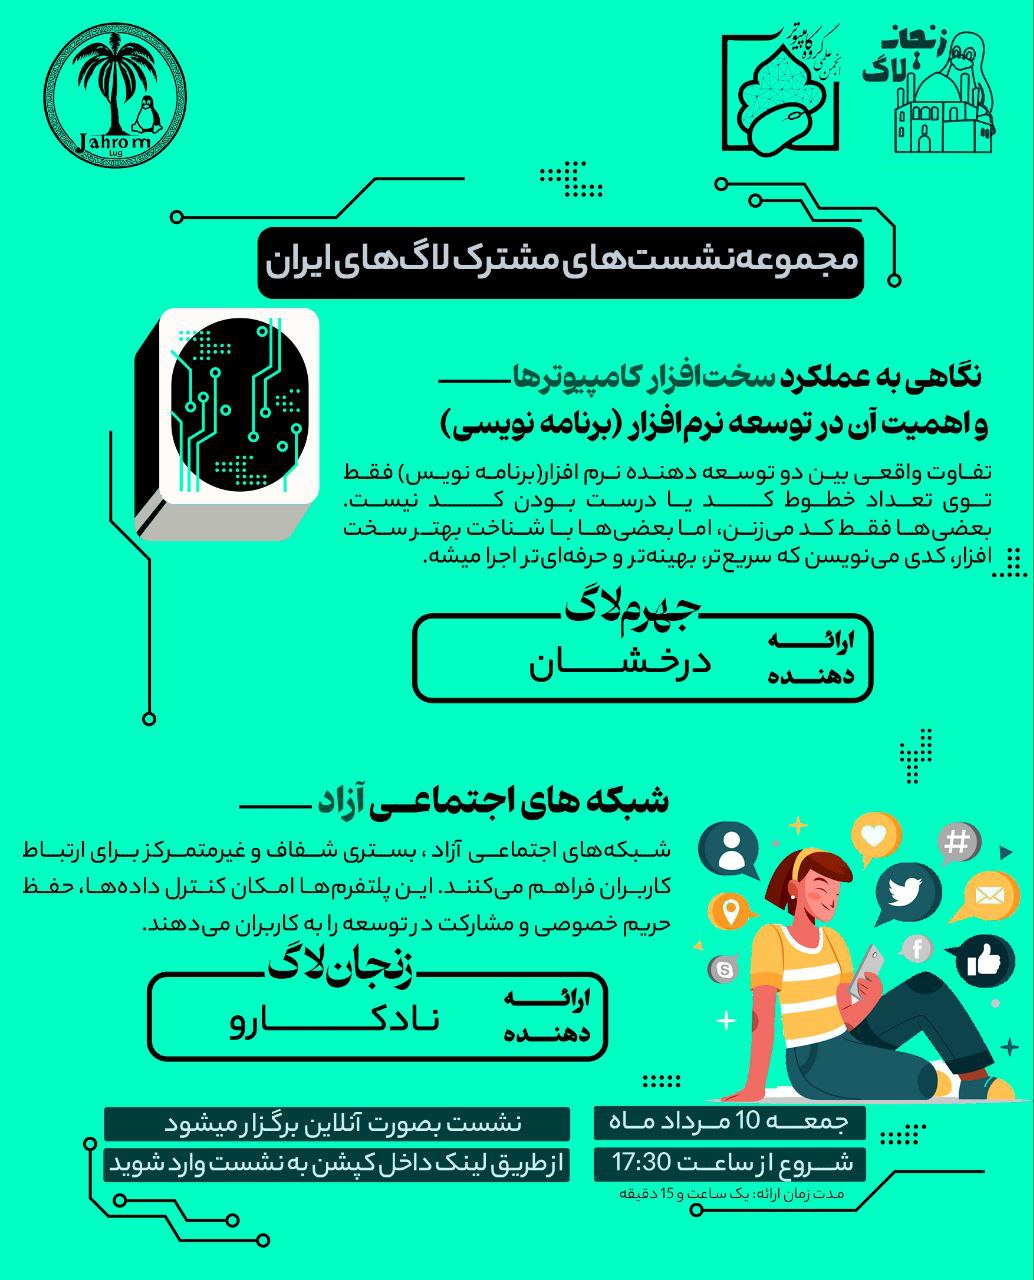 زنجان لاگ
انجمن علمی گروه کامپیوتر
Jahrom
Lug
مجموعه‌نشست‌های مشترک لاگ‌های ایران
نگاهی به عملکرد سخت‌افزار کامپیوترها
و اهمیت آن در توسعه نرم‌افزار (برنامه نویسی)
تفاوت واقعی بین دو توسعه دهنده نرم افزار(برنامه نویس) فقط
توی تعداد خطوط کد یا درست بودن کد نیست.
بعضی‌ها فقط کد می‌زنن، اما بعضی‌ها با شناخت بهتر سخت
افزار، کدی می‌نویسن که سریع‌تر، بهینه‌تر و حرفه‌ای‌تر اجرا میشه.
جهرم‌لاگ
ارائه
دهنده
درخشان
شبکه های اجتماعی آزاد
شبکه‌های اجتماعی آزاد ، بستری شفاف و غیرمتمرکز برای ارتباط
کاربران فراهم می‌کنند. این پلتفرم‌ها امکان کنترل داده‌ها، حفظ
حریم خصوصی و مشارکت در توسعه را به کاربران می‌دهند.
زنجان‌لاگ
ارائه
دهنده
نادکارو
جمعه 10 مرداد ماه
شروع از ساعت 17:30
مدت زمان ارائه: یک ساعت و 15 دقیقه
نشست بصورت آنلاین برگزار میشود
از طریق لینک داخل کپشن به نشست وارد شوید